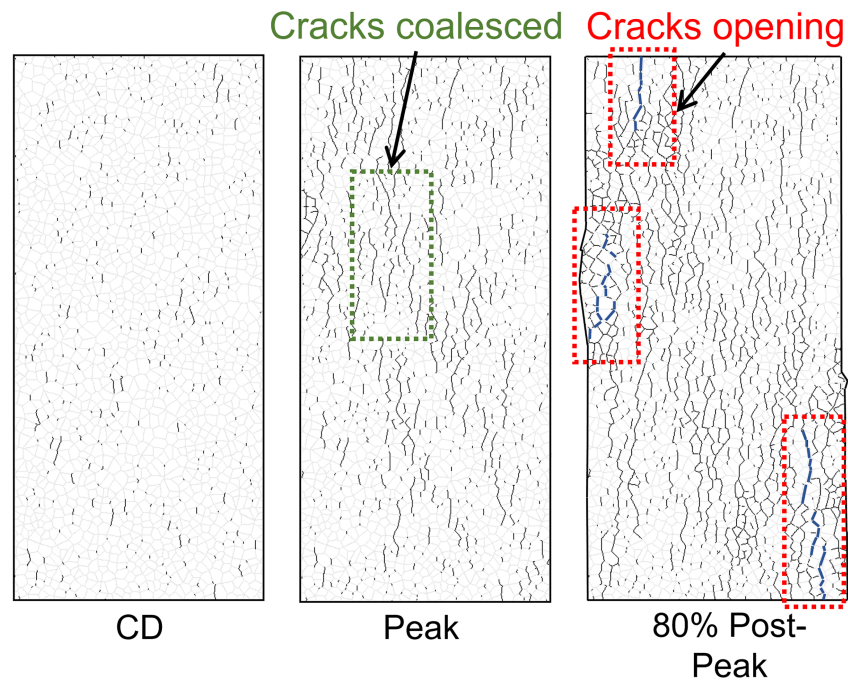 Cracks coalesced
Cracks opening
CD
Peak
80% Post-
Peak